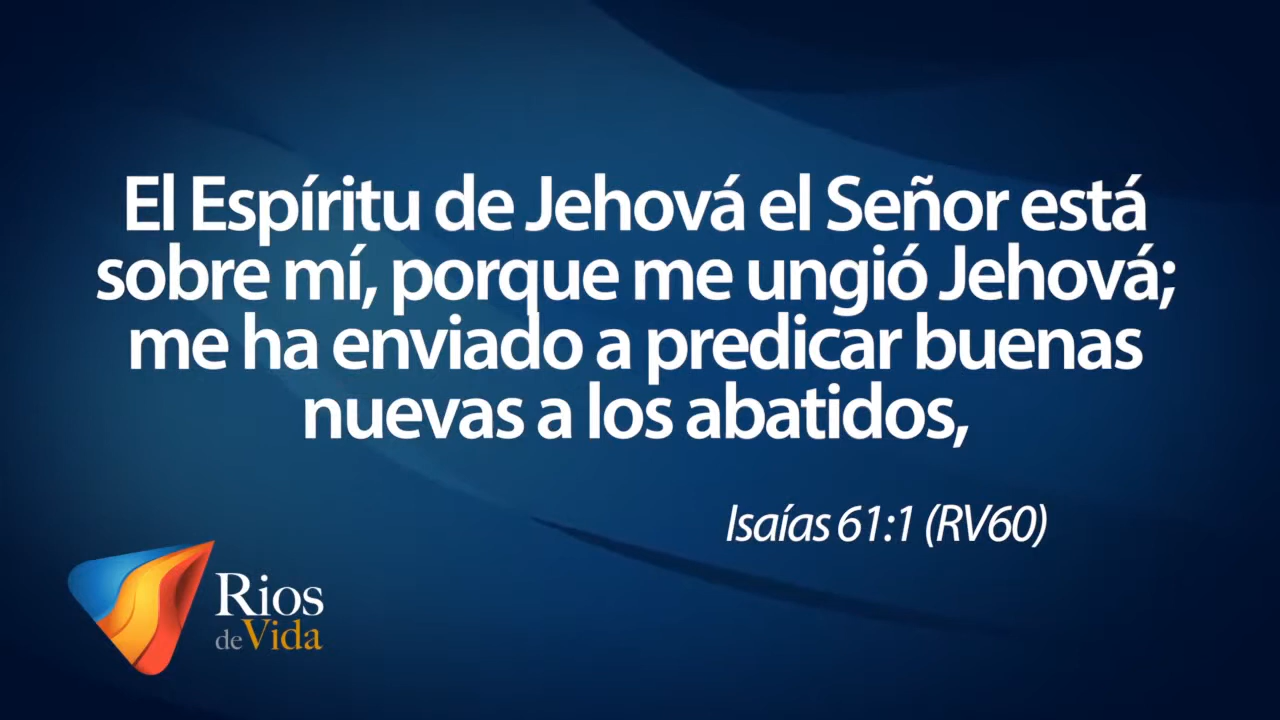 El Espíritu de Jehová el Señor está
sobre mí, porque me ungió Jehová;
me ha enviado a predicar buenas
nuevas a los abatidos,
Isaías 61:1 (RV60)
Rios
de Vida